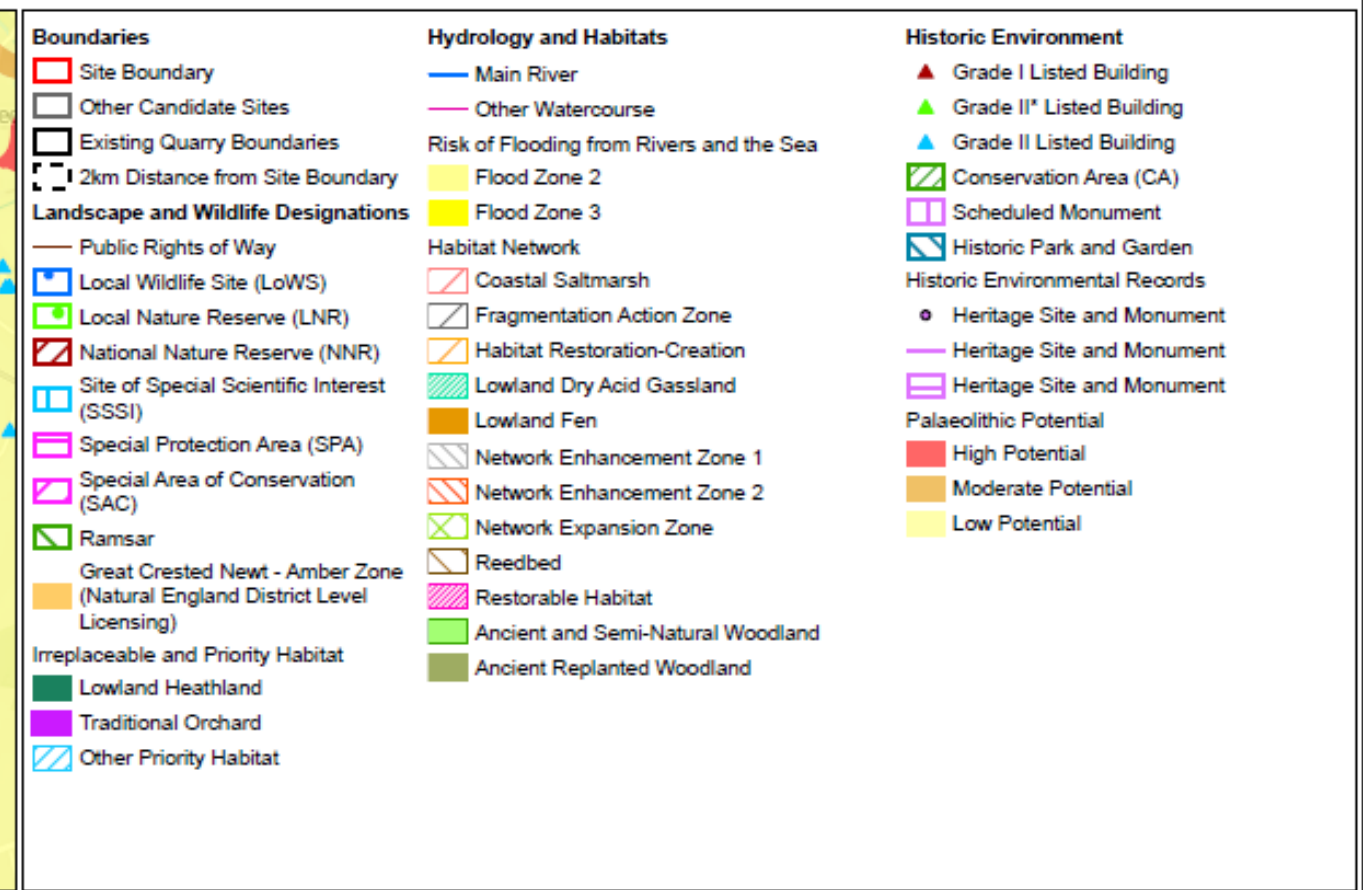 Boundaries
Site Boundary
Other Candidate Sites
Existing Quarry Boundaries
2km Distance from Site Boundary
Landscape and Wildlife Designations
Public Rights of Way
Local Wildlife Site (LoWS)
Local Nature Reserve (LNR)
National Nature Reserve (NNR)
Site of Special Scientific Interest
(SSSI)
Special Protection Area (SPA)
Special Area of Conservation
(SAC)
Ramsar
Great Crested Newt - Amber Zone
(Natural England District Level
Licensing)
Irreplaceable and Priority Habitat
Lowland Heathland
Traditional Orchard
Other Priority Habitat
Hydrology and Habitats
Main River
Other Watercourse
Risk of Flooding from Rivers and the Sea
Flood Zone 2
Flood Zone 3
Habitat Network
Coastal Saltmarsh
Fragmentation Action Zone
Habitat Restoration-Creation
Lowland Dry Acid Gassland
Lowland Fen
Network Enhancement Zone 1
Network Enhancement Zone 2
Network Expansion Zone
Reedbed
Restorable Habitat
Ancient and Semi-Natural Woodland
Ancient Replanted Woodland
Historic Environment
Grade I Listed Building
Grade II* Listed Building
Grade II Listed Building
Conservation Area (CA)
Scheduled Monument
Historic Park and Garden
Historic Environmental Records
Heritage Site and Monument
Heritage Site and Monument
Heritage Site and Monument
Palaeolithic Potential
High Potential
Moderate Potential
Low Potential